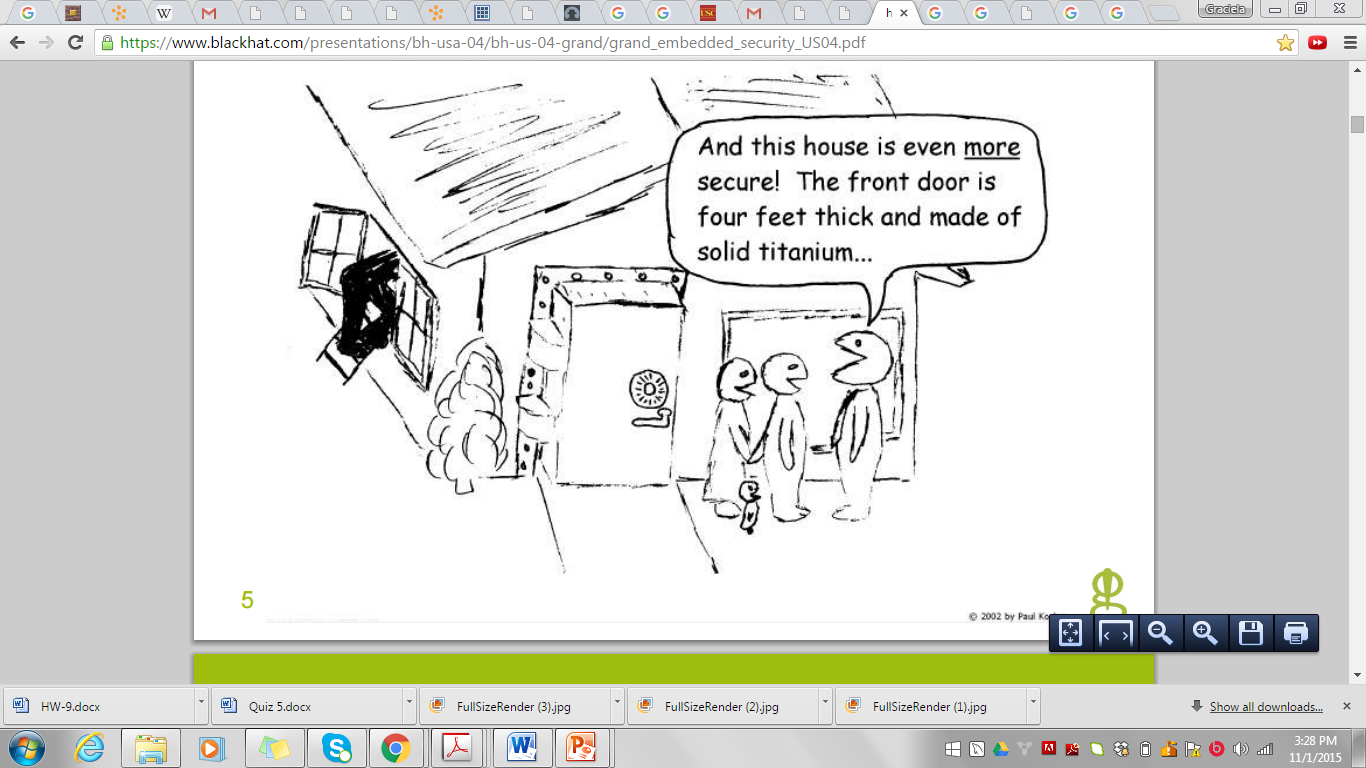 Graciela
https://www.blackhat.com/presentations/bh-usa-04/bh-us-04-grand/grand_embedded_security_US04.pdf
And this house is even more
secure! The front door is
four feet thick and made of
solid titanium...
5
© 2002 by Paul
HW-9.docx
Quiz 5.docx
FullSizeRender (3).jpg
FullSizeRender (2).jpg
FullSizeRender (1).jpg
Show all downloads...
3:28 PM
11/1/2015